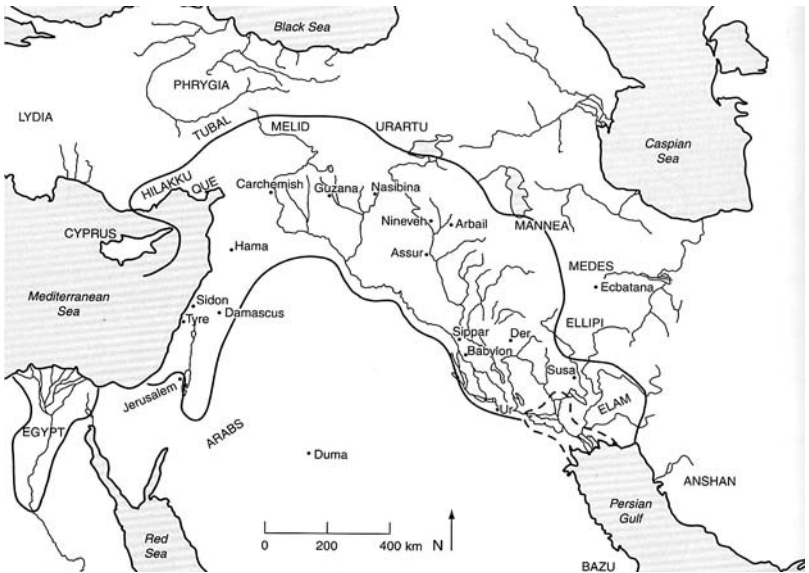 Black Sea
PHRYGIA
LYDIA
TUBAL
MELID
URARTU
Caspian
Sea
HILAKKU
QUE
Carchemish
Guzana
Nasibina
Nineveh
Arbail
MANNEA
CYPRUS
Hama
Assur
MEDES
Ecbatana
Mediterranean
Sea
Sidon
Tyre
Damascus
ELLIPI
Sippar
Der
Babylon
Susa
Jerusalem
ELAM
Ur
EGYPT
ARABS
Duma
ANSHAN
Persian
Gulf
Red
Sea
0 200 400 km
N
BAZU